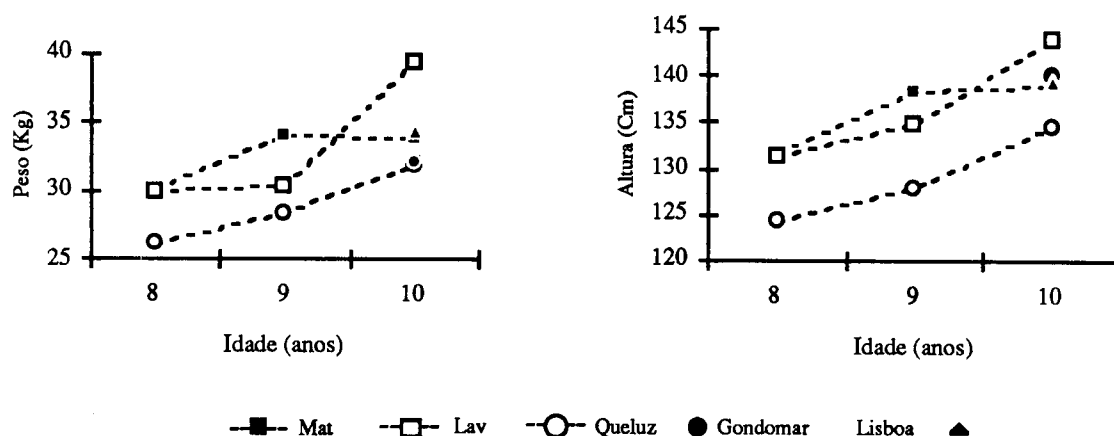 40
35
30
25
Peso (Kg)
8 9 10
Idade (anos)
145
140
135
130
125
120
Altura (Cm)
8 9 10
Idade (anos)
Mat Lav Queluz Gondomar Lisboa